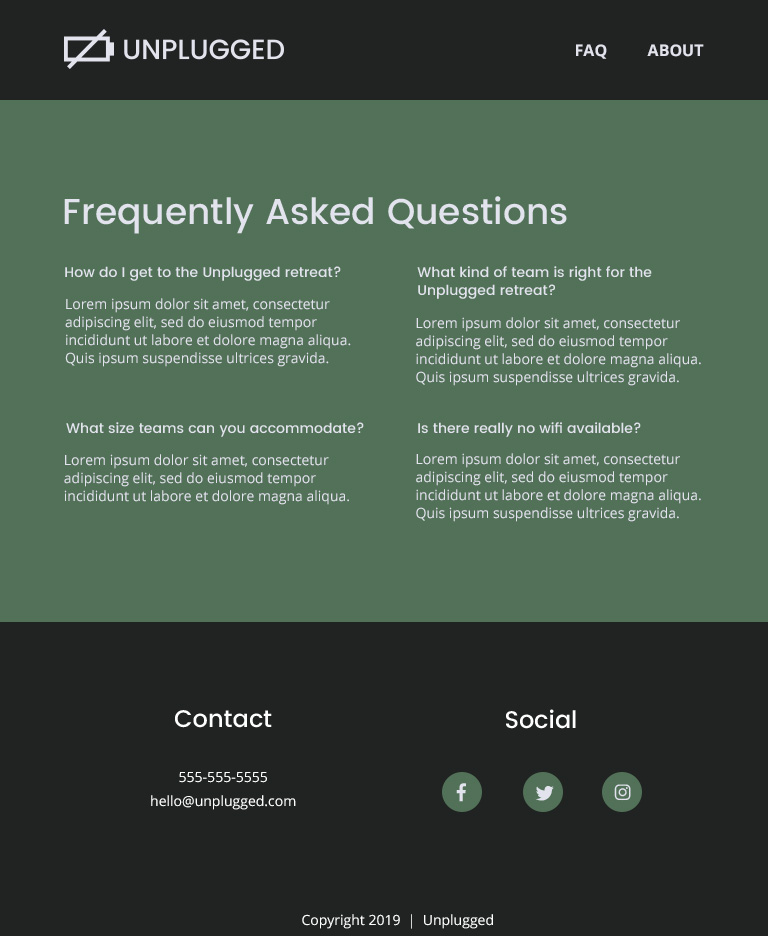 UNPLUGGED
FAQ
ABOUT
Frequently Asked Questions
How do I get to the Unplugged retreat?
Lorem ipsum dolor sit amet, consectetur
adipiscing elit, sed do eiusmod tempor
incididunt ut labore et dolore magna aliqua.
Quis ipsum suspendisse ultrices gravida.
What kind of team is right for the
Unplugged retreat?
Lorem ipsum dolor sit amet, consectetur
adipiscing elit, sed do eiusmod tempor
incididunt ut labore et dolore magna aliqua.
Quis ipsum suspendisse ultrices gravida.
What size teams can you accommodate?
Lorem ipsum dolor sit amet, consectetur
adipiscing elit, sed do eiusmod tempor
incididunt ut labore et dolore magna aliqua.
Is there really no wifi available?
Lorem ipsum dolor sit amet, consectetur
adipiscing elit, sed do eiusmod tempor
incididunt ut labore et dolore magna aliqua.
Quis ipsum suspendisse ultrices gravida.
Contact
555-555-5555
hello@unplugged.com
Social
Copyright 2019 | Unplugged